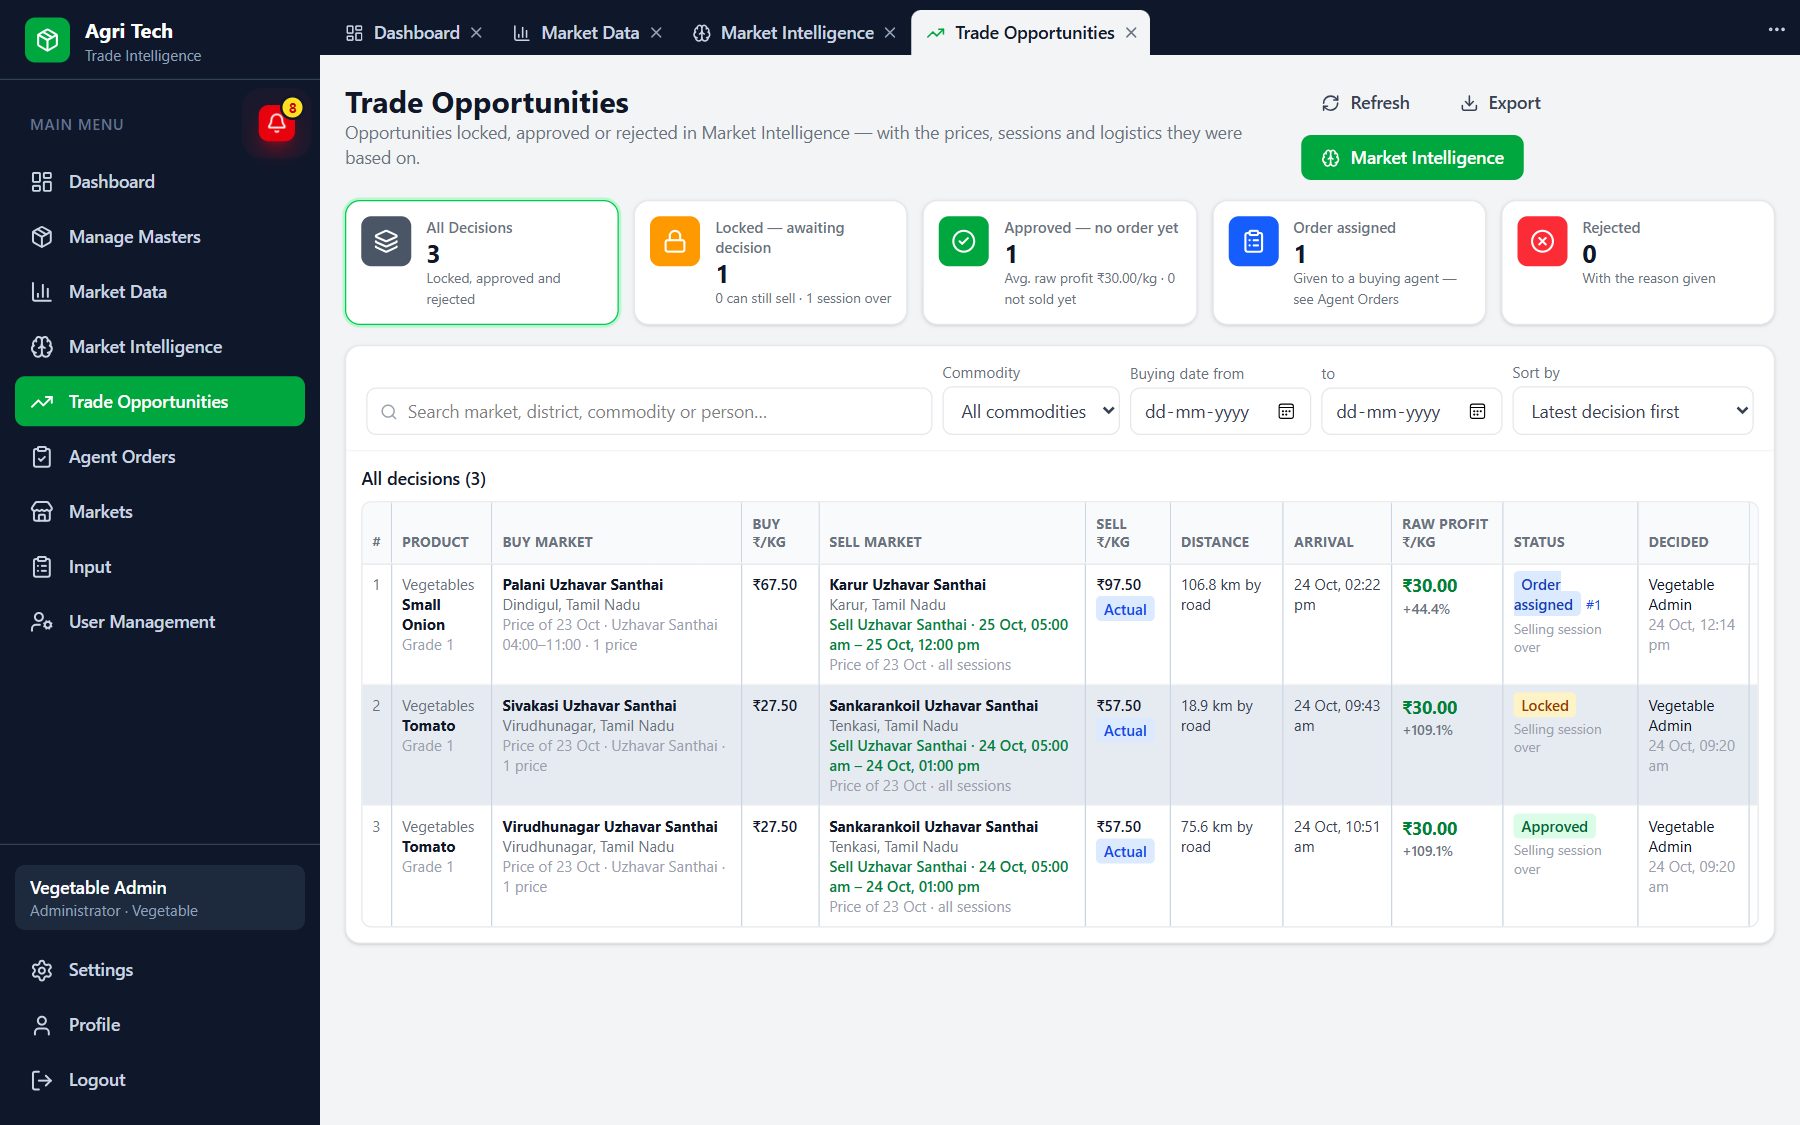 Agri Tech
Trade Intelligence
MAIN MENU
8
Dashboard
Manage Masters
Market Data
Market Intelligence
Trade Opportunities
Agent Orders
Markets
Input
User Management
Vegetable Admin
Administrator · Vegetable
Settings
Profile
Logout
Dashboard
Market Data
Market Intelligence
Trade Opportunities
Trade Opportunities
Opportunities locked, approved or rejected in Market Intelligence — with the prices, sessions and logistics they were
based on.
Refresh
Export
Market Intelligence
All Decisions
3
Locked, approved and
rejected
Locked — awaiting
decision
1
0 can still sell · 1 session over
Approved — no order yet
1
Avg. raw profit ₹30.00/kg · 0
not sold yet
Order assigned
1
Given to a buying agent —
see Agent Orders
Rejected
0
With the reason given
Search market, district, commodity or person...
Commodity
All commodities
Buying date from
dd-mm-yyyy
to
dd-mm-yyyy
Sort by
Latest decision first
All decisions (3)
# PRODUCT BUY MARKET BUY ₹/KG SELL MARKET SELL ₹/KG DISTANCE ARRIVAL RAW PROFIT ₹/KG STATUS DECIDED
1
Vegetables
Small
Onion
Grade 1
Palani Uzhavar Santhai
Dindigul, Tamil Nadu
Price of 23 Oct · Uzhavar Santhai
04:00–11:00 · 1 price
₹67.50
Karur Uzhavar Santhai
Karur, Tamil Nadu
Sell Uzhavar Santhai · 25 Oct, 05:00
am – 25 Oct, 12:00 pm
Price of 23 Oct · all sessions
₹97.50
Actual
106.8 km by
road
24 Oct, 02:22
pm
₹30.00
+44.4%
Order
assigned #1
Selling session
over
Vegetable
Admin
24 Oct, 12:14
pm
2
Vegetables
Tomato
Grade 1
Sivakasi Uzhavar Santhai
Virudhunagar, Tamil Nadu
Price of 23 Oct · Uzhavar Santhai ·
1 price
₹27.50
Sankarankoil Uzhavar Santhai
Tenkasi, Tamil Nadu
Sell Uzhavar Santhai · 24 Oct, 05:00
am – 24 Oct, 01:00 pm
Price of 23 Oct · all sessions
₹57.50
Actual
18.9 km by
road
24 Oct, 09:43
am
₹30.00
+109.1%
Locked
Selling session
over
Vegetable
Admin
24 Oct, 09:20
am
3
Vegetables
Tomato
Grade 1
Virudhunagar Uzhavar Santhai
Virudhunagar, Tamil Nadu
Price of 23 Oct · Uzhavar Santhai ·
1 price
₹27.50
Sankarankoil Uzhavar Santhai
Tenkasi, Tamil Nadu
Sell Uzhavar Santhai · 24 Oct, 05:00
am – 24 Oct, 01:00 pm
Price of 23 Oct · all sessions
₹57.50
Actual
75.6 km by
road
24 Oct, 10:51
am
₹30.00
+109.1%
Approved
Selling session
over
Vegetable
Admin
24 Oct, 09:20
am